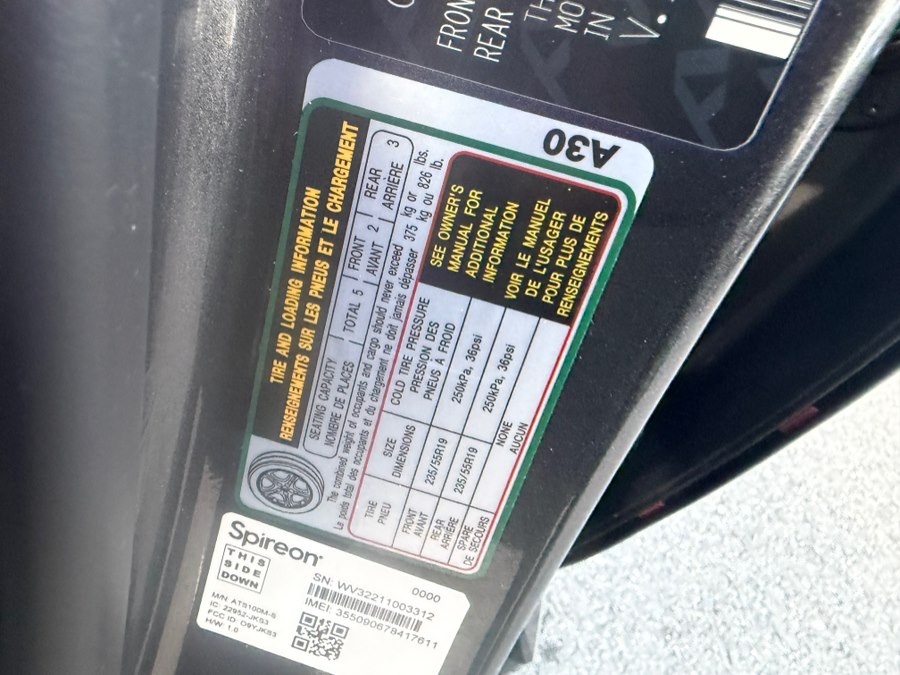 FRON
REAR
TH
MO
IN
V.
A30
TIRE AND LOADING INFORMATION
RENSEIGNEMENTS SUR LES PNEUS ET LE CHARGEMENT
SEATING CAPACITY
NOMBRE DE PLACES
TOTAL 5
FRONT
AVANT 2
REAR
ARRIÈRE 3
The combined weight of occupants and cargo should never exceed 375 kg or 826 lbs.
Le poids total des occupants et du chargement ne doit jamais dépasser 375 kg ou 826 lb.
TIRE
PNEU
SIZE
DIMENSIONS
COLD TIRE PRESSURE
PRESSION DES
PNEUS À FROID
FRONT
AVANT
235/55R19
250kPa, 36psi
REAR
ARRIÈRE
235/55R19
250kPa, 36psi
SPARE
DE SECOURS
NONE
AUCUN
SEE OWNER'S
MANUAL FOR
ADDITIONAL
INFORMATION
VOIR LE MANUEL
DE L'USAGER
POUR PLUS DE
RENSEIGNEMENTS
Spireon
THIS
SIDE
DOWN
M/N: ATS100M-S
IC: 22952-JKS3
FCC ID: O9YJKS3
H/W: 1.0
0000
SN: WV32211003312
IMEI: 355090678417611